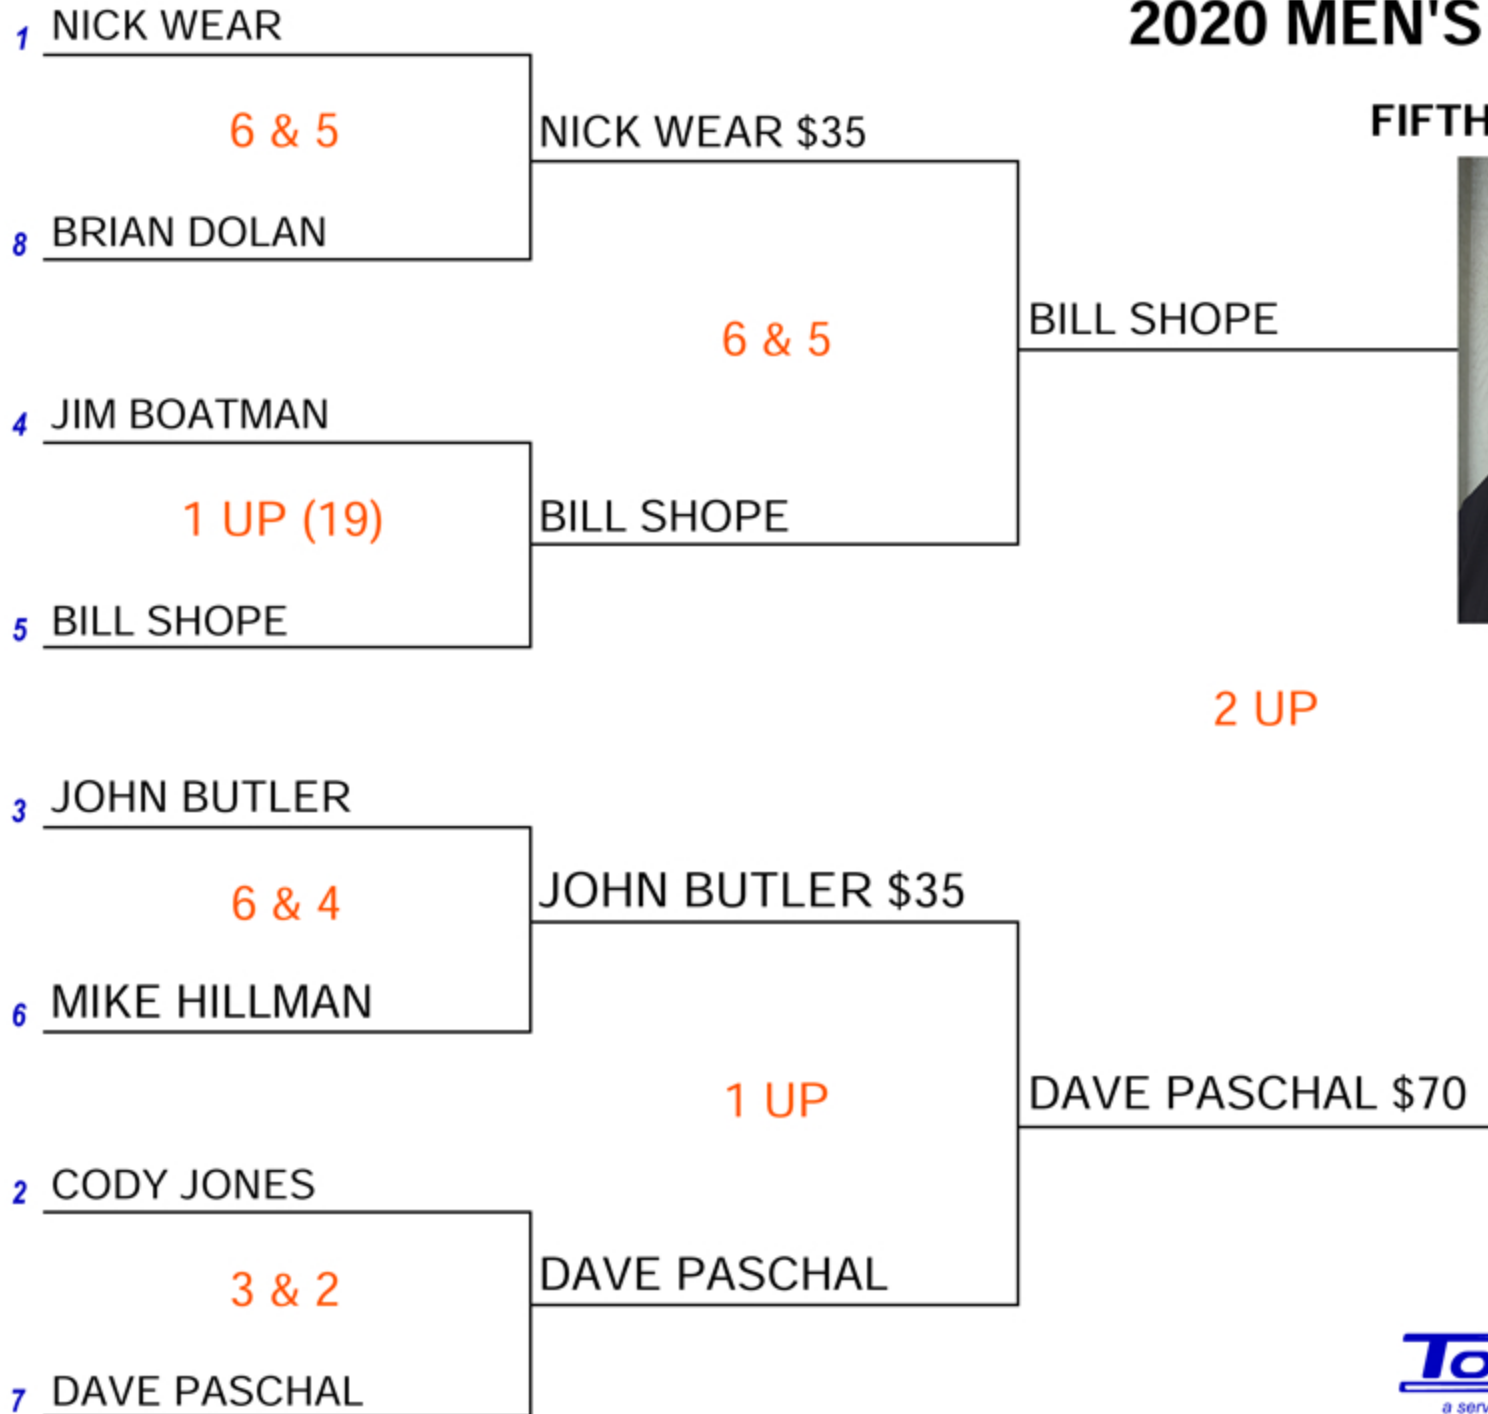 2020 MEN'S
1 NICK WEAR
FIFTH
6 & 5
NICK WEAR $35
8 BRIAN DOLAN
BILL SHOPE
6 & 5
4 JIM BOATMAN
1 UP (19)
BILL SHOPE
5 BILL SHOPE
2 UP
3 JOHN BUTLER
JOHN BUTLER $35
6 & 4
6 MIKE HILLMAN
1 UP
DAVE PASCHAL $70
2 CODY JONES
DAVE PASCHAL
3 & 2
7 DAVE PASCHAL
a